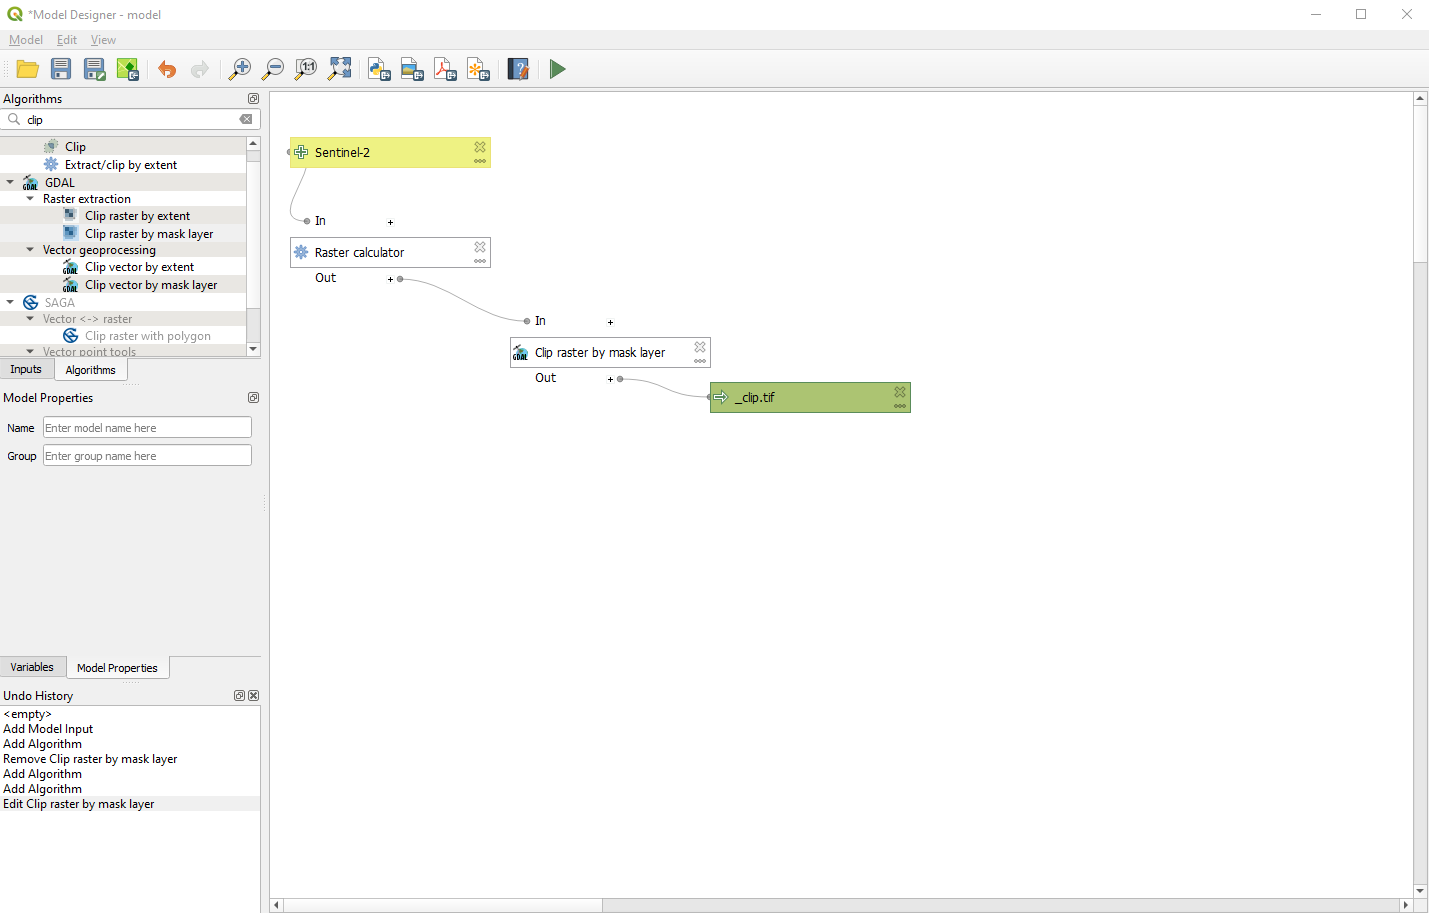 *Model Designer - model
Model Edit View
1:1
Algorithms
clip
Clip
Extract/clip by extent
GDAL
Raster extraction
Clip raster by extent
Clip raster by mask layer
Vector geoprocessing
Clip vector by extent
Clip vector by mask layer
SAGA
Vector <-> raster
Clip raster with polygon
Vector point tools
Inputs Algorithms
Model Properties
Name Enter model name here
Group Enter group name here
Variables Model Properties
Undo History
<empty>
Add Model Input
Add Algorithm
Remove Clip raster by mask layer
Add Algorithm
Add Algorithm
Edit Clip raster by mask layer
Sentinel-2
In +
Raster calculator
Out +
In +
GDAL Clip raster by mask layer
Out +
_clip.tif